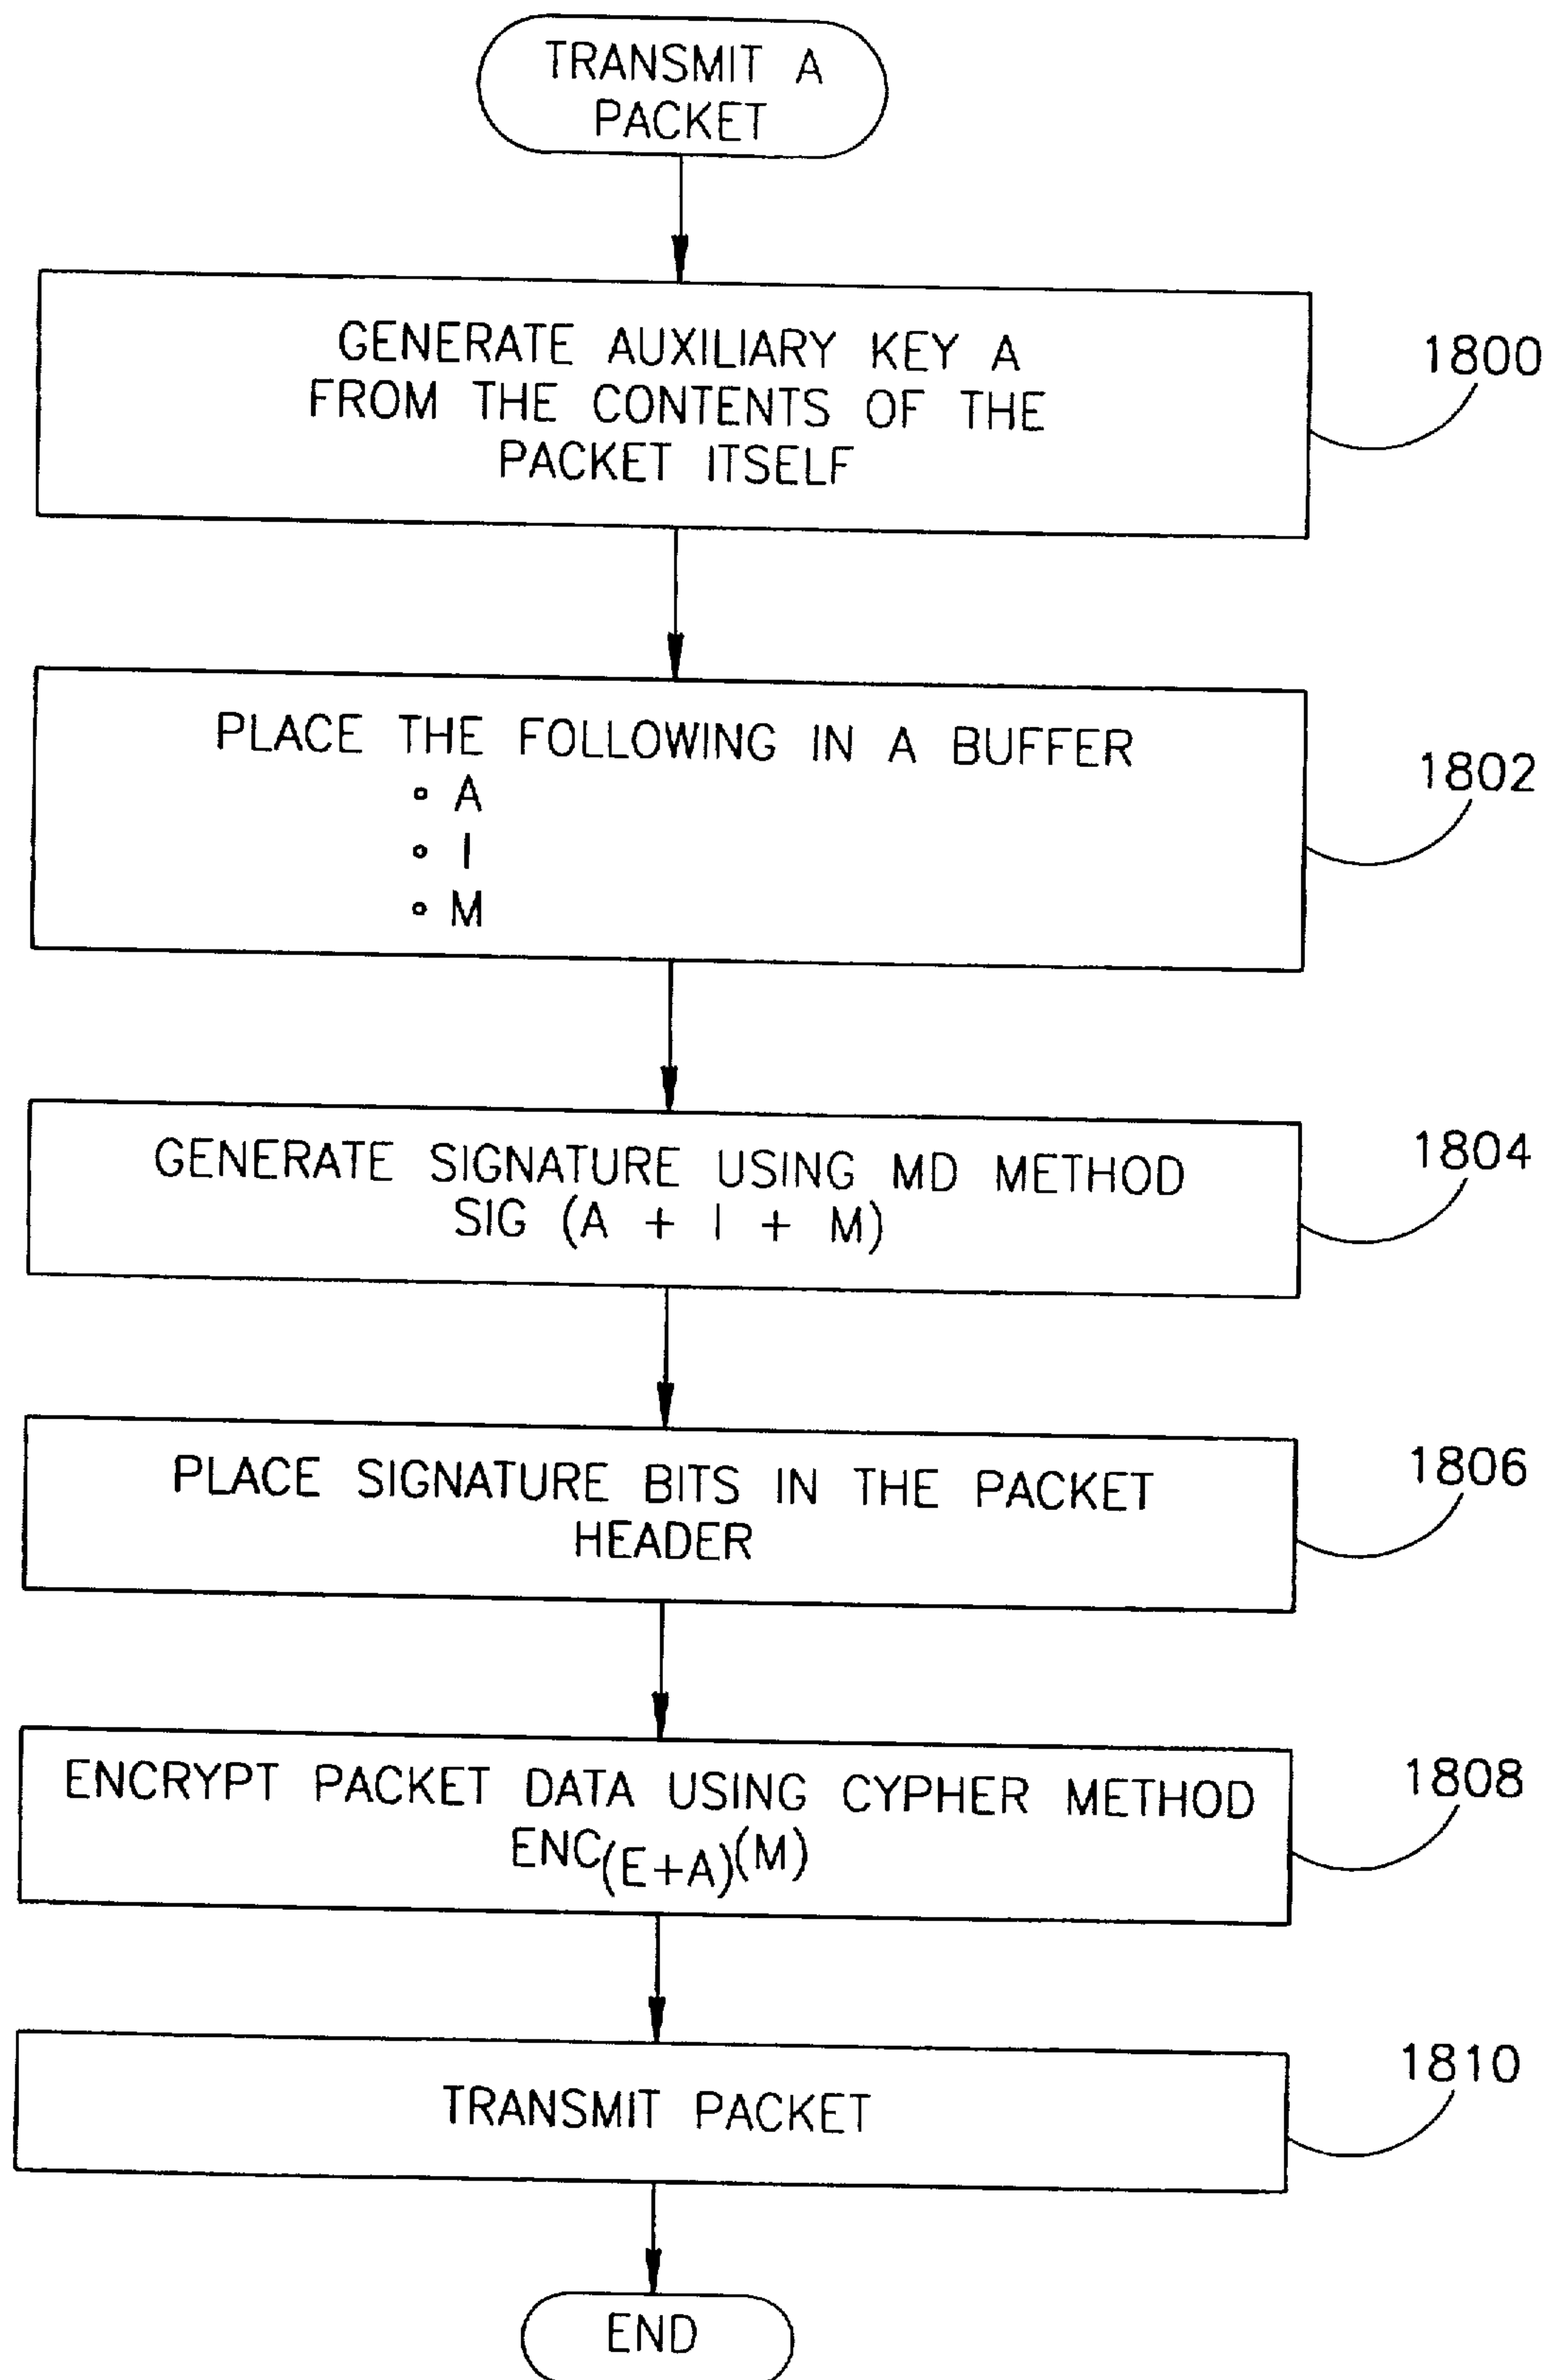 TRANSMIT A
PACKET
GENERATE AUXILIARY KEY A
FROM THE CONTENTS OF THE
PACKET ITSELF
1800
PLACE THE FOLLOWING IN A BUFFER
∘ A
∘ I
∘ M
1802
GENERATE SIGNATURE USING MD METHOD
SIG (A + I + M)
1804
PLACE SIGNATURE BITS IN THE PACKET
HEADER
1806
ENCRYPT PACKET DATA USING CYPHER METHOD
ENC(E+A)(M)
1808
TRANSMIT PACKET
1810
END